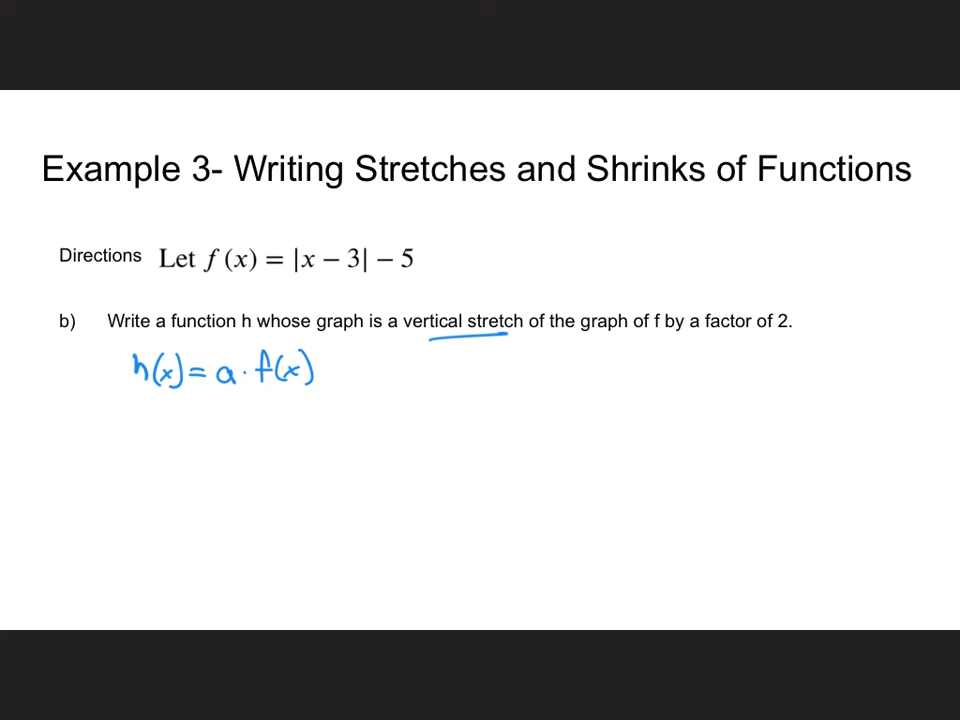 Example 3- Writing Stretches and Shrinks of Functions
Directions Let f (x) = |x − 3| − 5
b) Write a function h whose graph is a vertical stretch of the graph of f by a factor of 2.
h(x) = a · f(x)